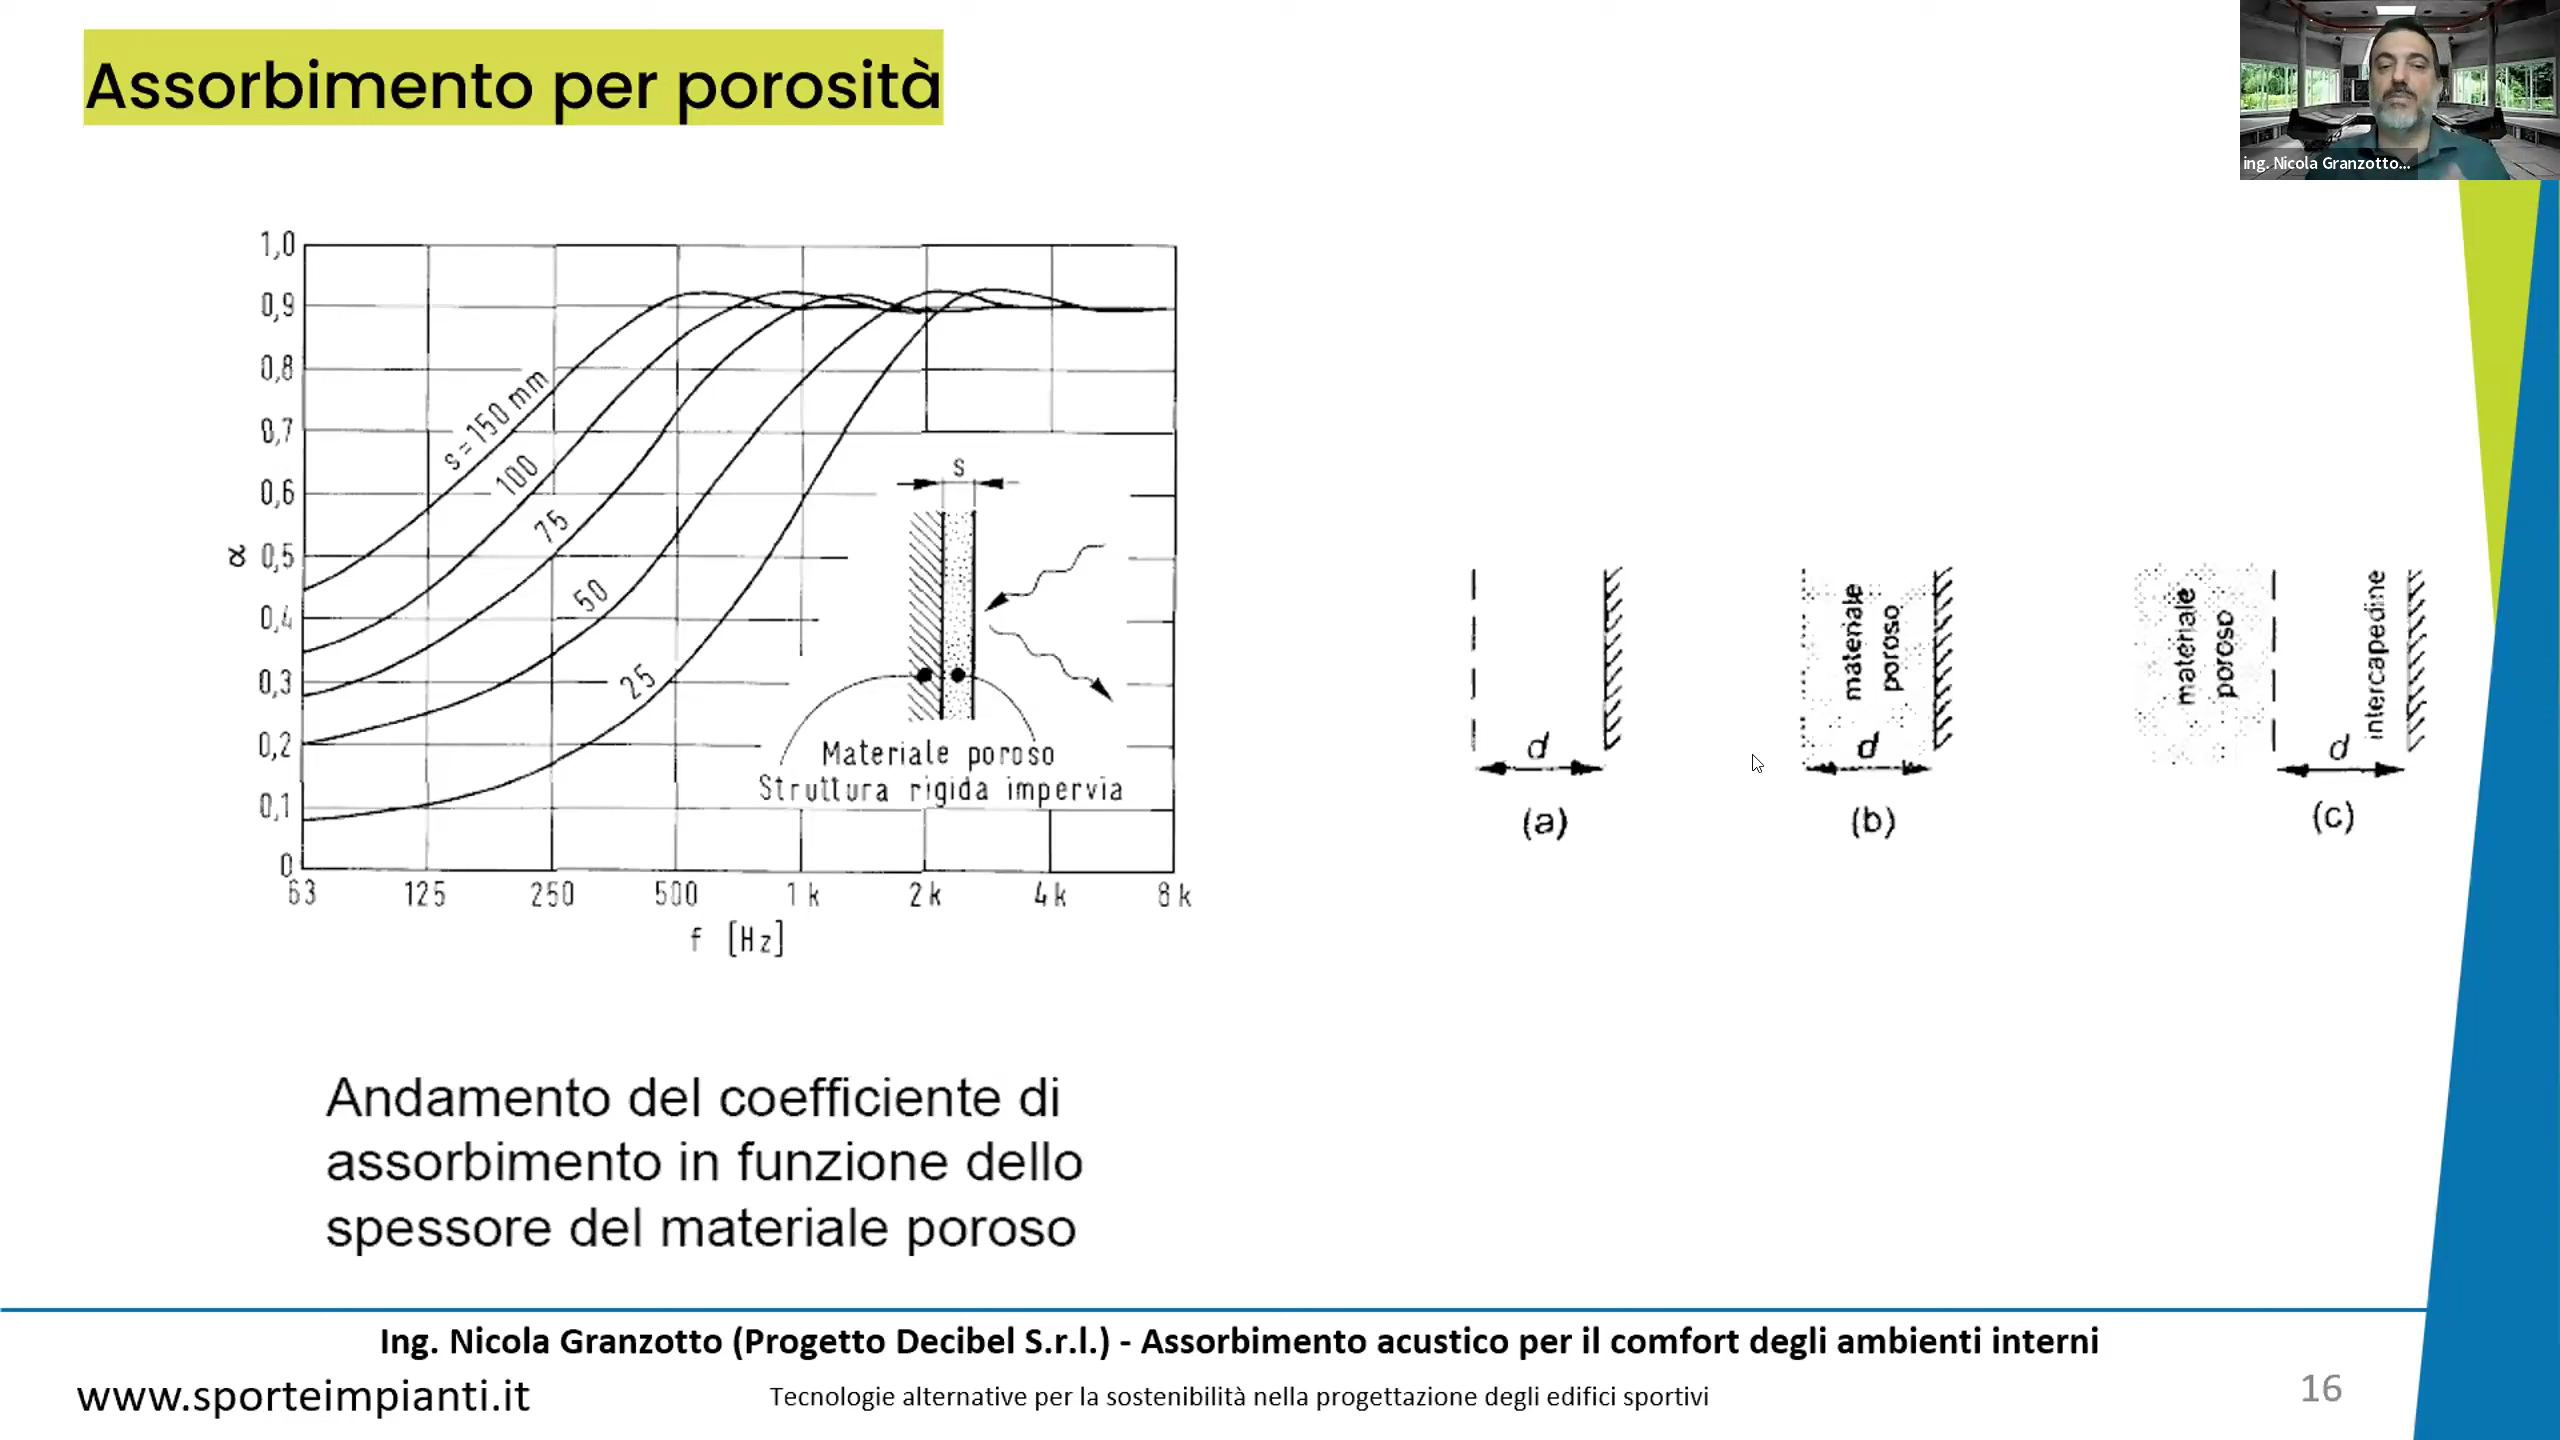 Assorbimento per porosità
ing. Nicola Granzotto...
1,0
0,9
0,8
0,7
0,6
0,5
0,4
0,3
0,2
0,1
0
α
s = 150 mm
100
75
50
25
s
Materiale poroso
Struttura rigida impervia
63 125 250 500 1k 2k 4k 8k
f [Hz]
d
(a)
materiale
poroso
d
(b)
materiale
poroso
intercapedine
d
(c)
Andamento del coefficiente di
assorbimento in funzione dello
spessore del materiale poroso
Ing. Nicola Granzotto (Progetto Decibel S.r.l.) - Assorbimento acustico per il comfort degli ambienti interni
www.sporteimpianti.it
Tecnologie alternative per la sostenibilità nella progettazione degli edifici sportivi
16